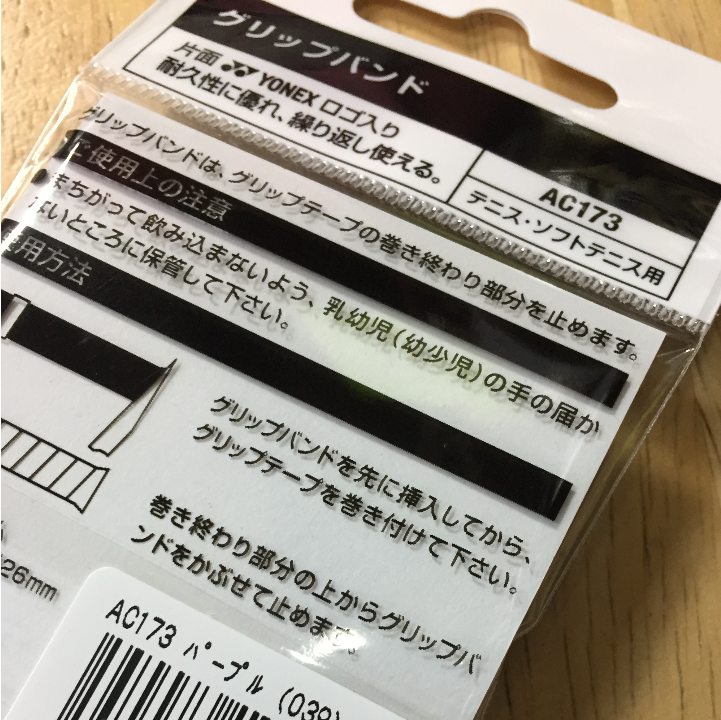 グリップバンド
片面 YONEX ロゴ入り
耐久性に優れ、繰り返し使える。
AC173
テニス・ソフトテニス用
グリップバンドは、グリップテープの巻き終わり部分を止めます。
ご使用上の注意
まちがって飲み込まないよう、乳幼児(幼少児)の手の届か
ないところに保管して下さい。
使用方法
グリップバンドを先に挿入してから、
グリップテープを巻き付けて下さい。
巻き終わり部分の上からグリップバ
ンドをかぶせて止めます。
26mm
AC173 パープル (039)